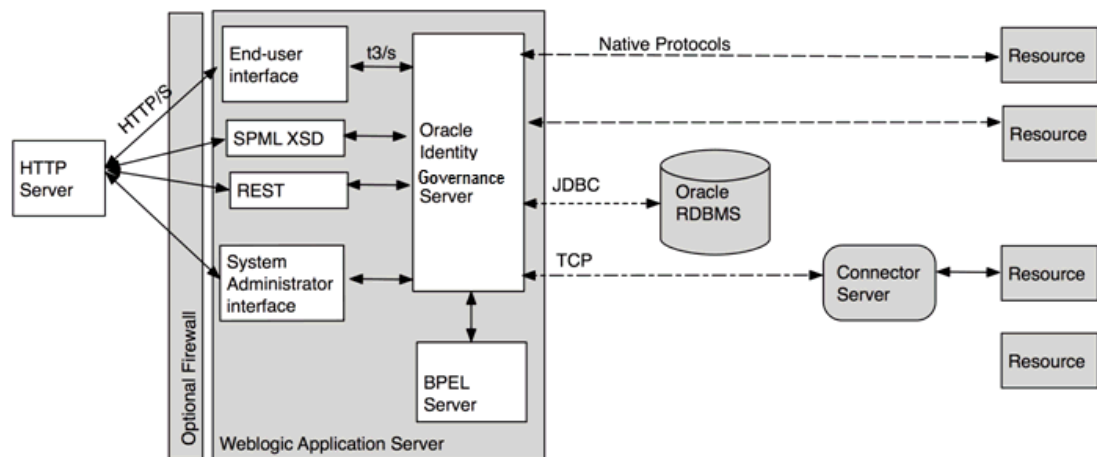 HTTP
Server
HTTP/S
Optional Firewall
End-user
interface
t3/s
SPML XSD
REST
System
Administrator
interface
Oracle
Identity
Governance
Server
BPEL
Server
Weblogic Application Server
Native Protocols
JDBC
Oracle
RDBMS
TCP
Connector
Server
Resource
Resource
Resource
Resource